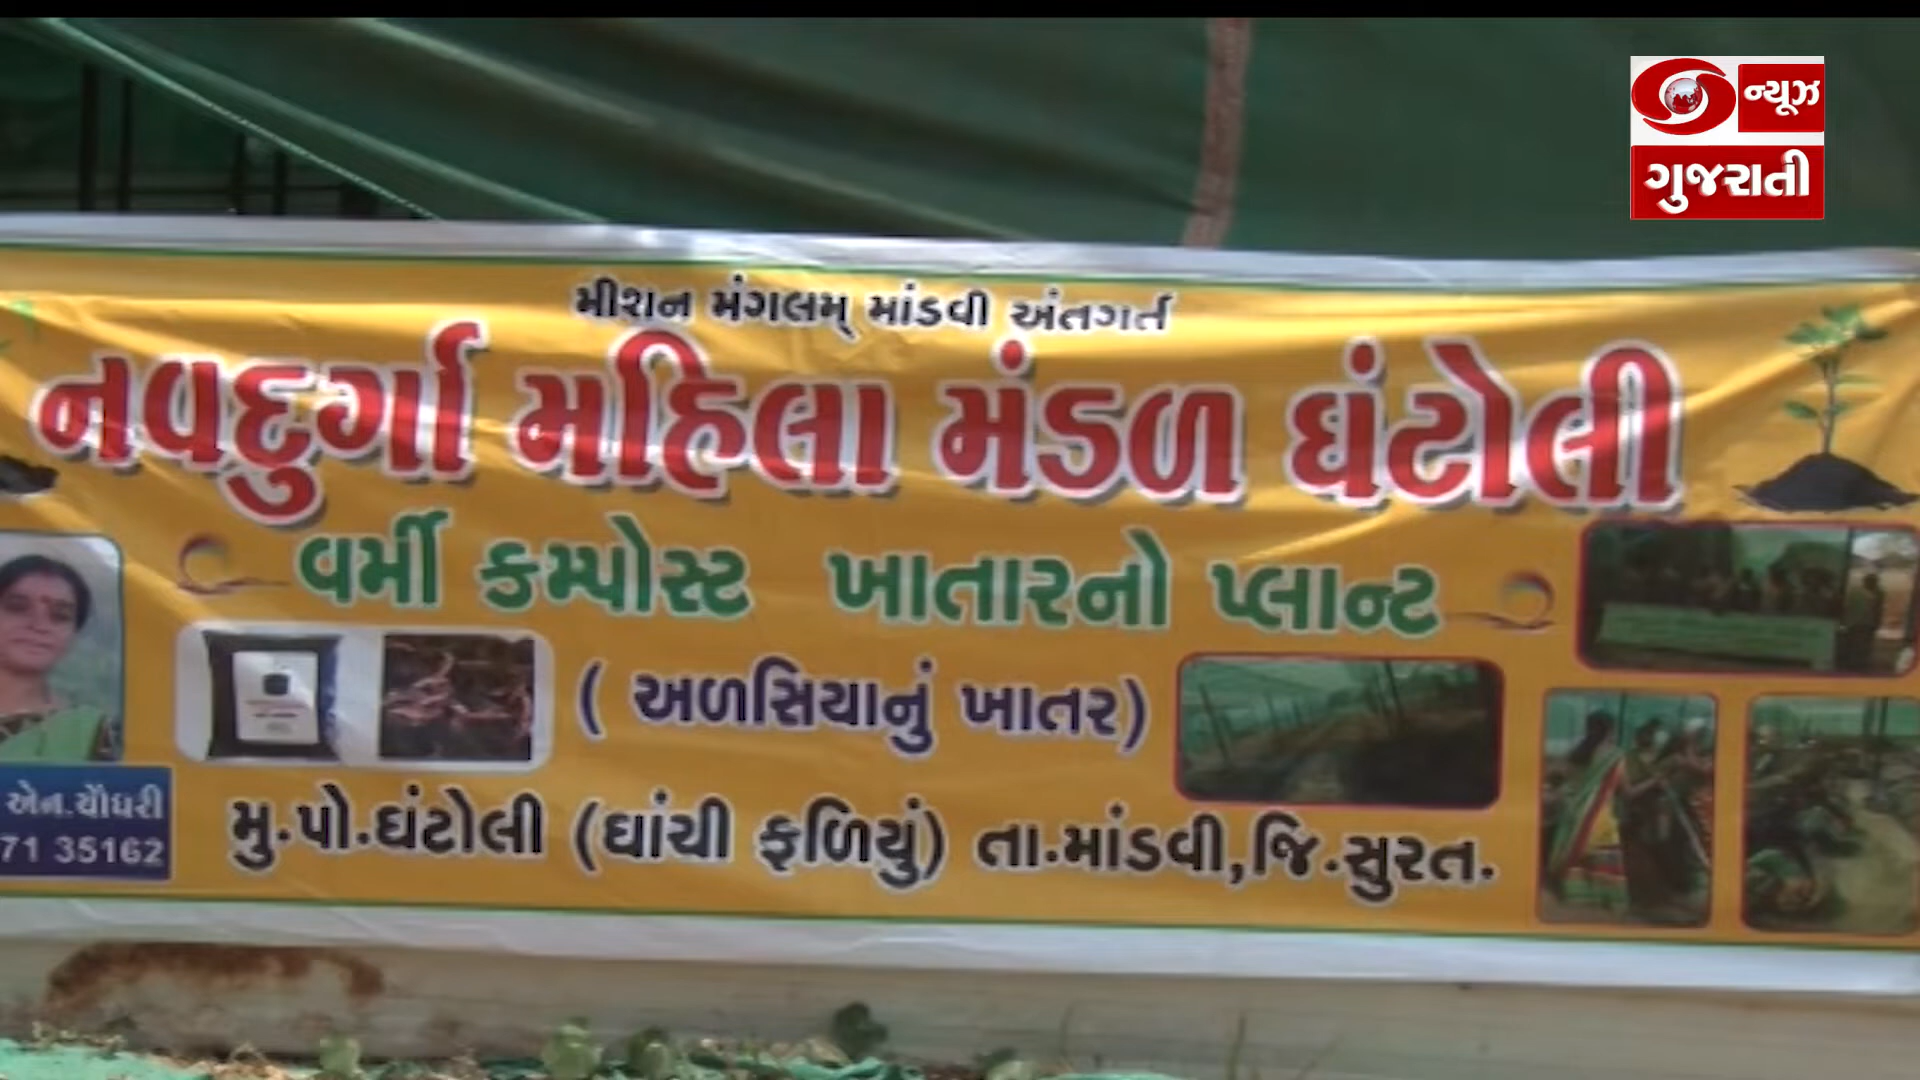 ન્યૂઝ
ગુજરાતી
મીશન મંગલમ્ માંડવી અંતગર્ત
નવદુર્ગા મહિલા મંડળ ઘંટોલી
વર્મી કમ્પોસ્ટ ખાતારનો પ્લાન્ટ
( અળસિયાનું ખાતર)
એન.ચૌધરી
71 35162
મુ.પો.ઘંટોલી (ઘાંચી ફળિયું) તા.માંડવી,જિ.સુરત.